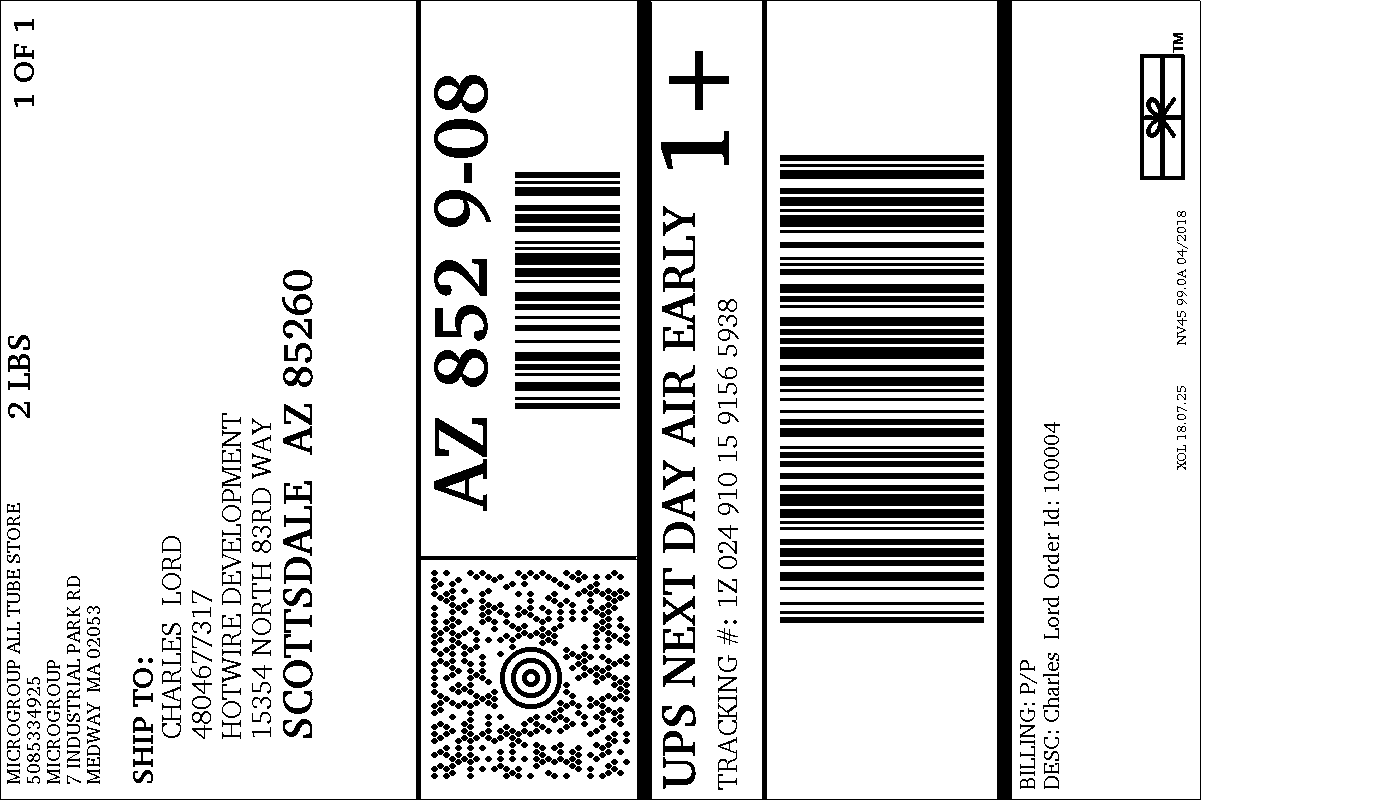 MICROGROUP ALL TUBE STORE
5085334925
MICROGROUP
7 INDUSTRIAL PARK RD
MEDWAY MA 02053
2 LBS
1 OF 1
SHIP TO:
CHARLES LORD
4804677317
HOTWIRE DEVELOPMENT
15354 NORTH 83RD WAY
SCOTTSDALE AZ 85260
AZ 852 9-08
UPS NEXT DAY AIR EARLY
1+
TRACKING #: 1Z 024 910 15 9156 5938
BILLING: P/P
DESC: Charles Lord Order Id: 100004
XOL 18.07.25 NV45 99.0A 04/2018
TM